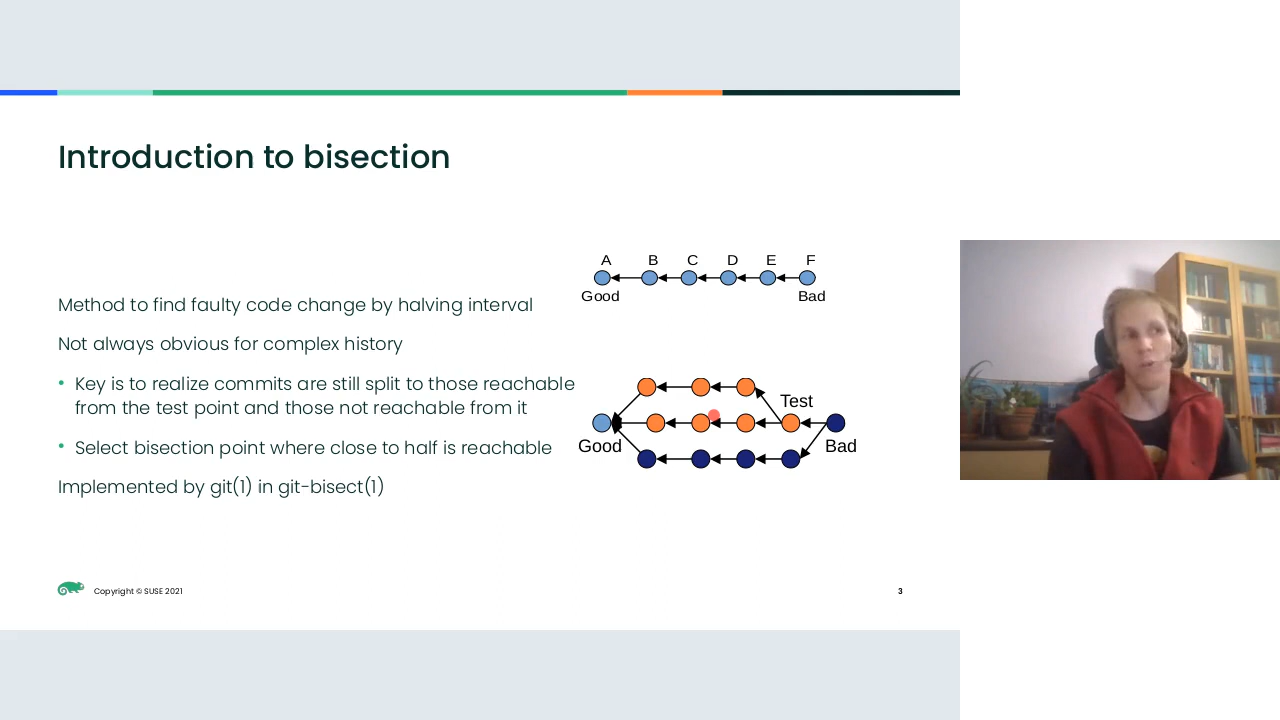 Introduction to bisection
A B C D E F
Good Bad
Method to find faulty code change by halving interval
Not always obvious for complex history
• Key is to realize commits are still split to those reachable
from the test point and those not reachable from it
• Select bisection point where close to half is reachable
Implemented by git(1) in git-bisect(1)
Test
Good Bad
Copyright © SUSE 2021
3